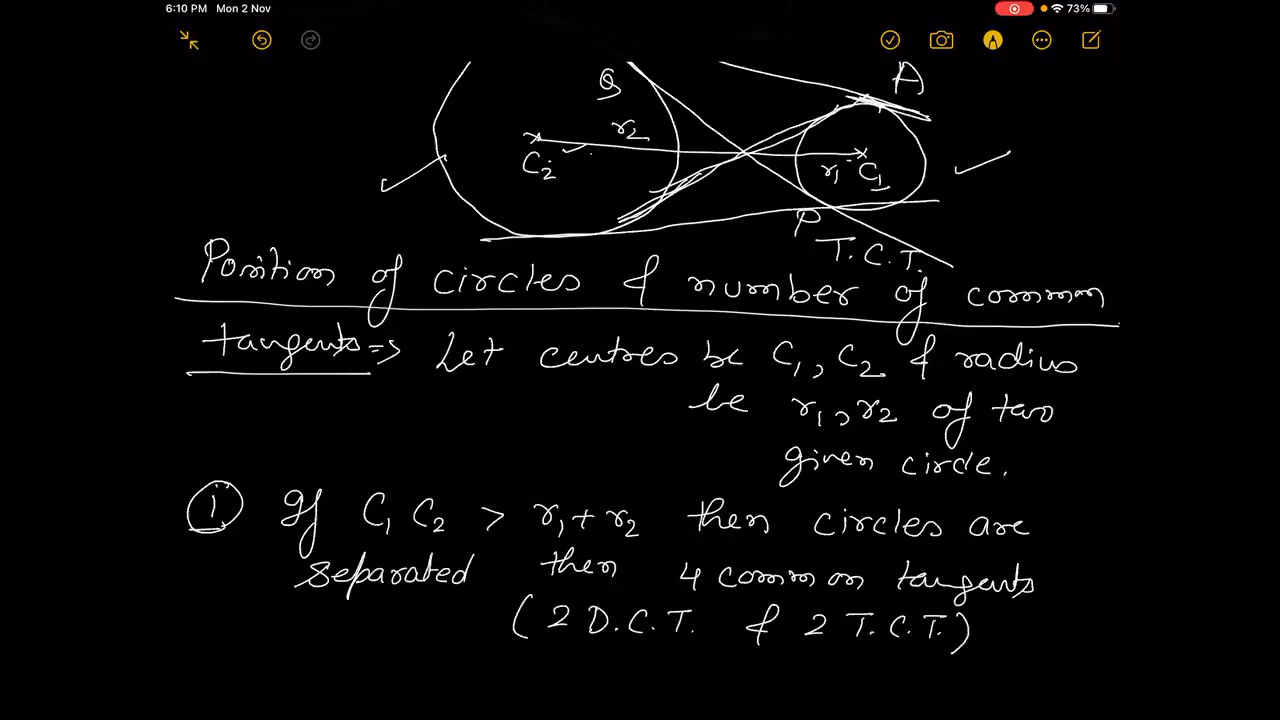 6:10 PM Mon 2 Nov
73%
A
Q
r2
C2
r1 C1
P
T.C.T.
Position of circles & number of common
tangents => Let centres be C1, C2 & radius
be r1, r2 of two
given circle.
1 If C1 C2 > r1 + r2 then circles are
separated then 4 common tangents
(2 D.C.T. & 2 T.C.T.)